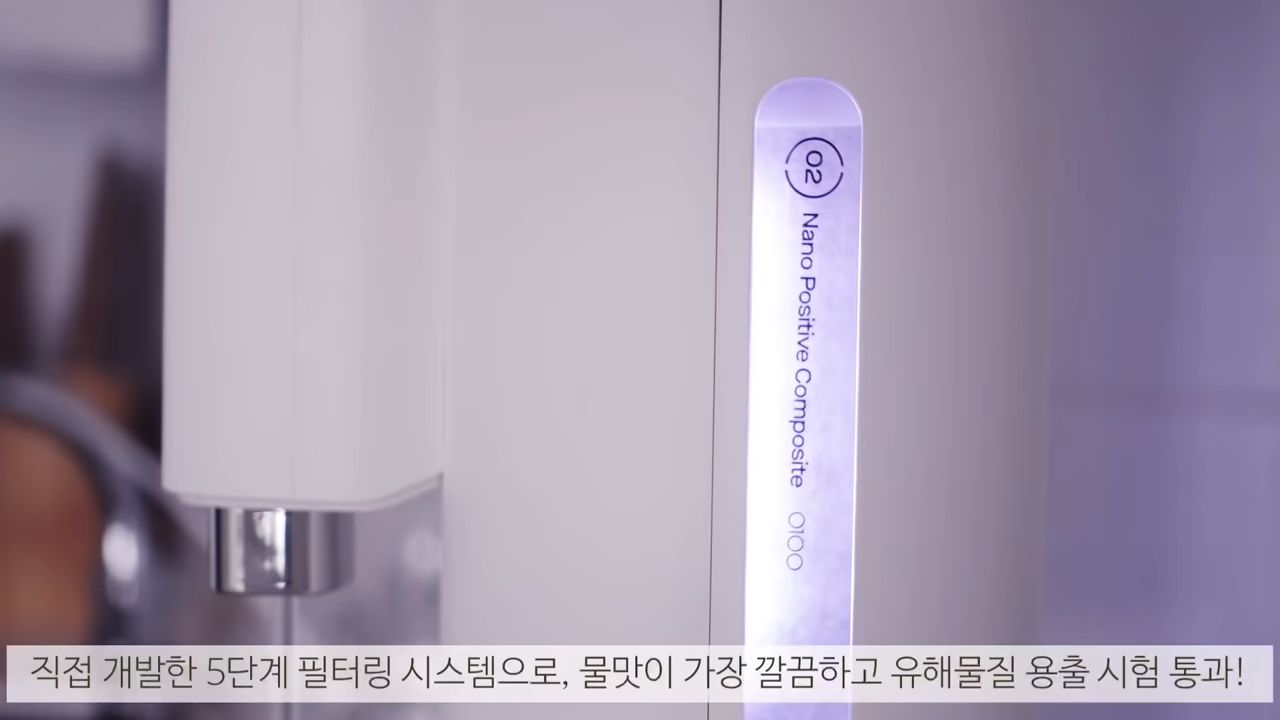 02 Nano Positive Composite 0100
직접 개발한 5단계 필터링 시스템으로, 물맛이 가장 깔끔하고 유해물질 용출 시험 통과!